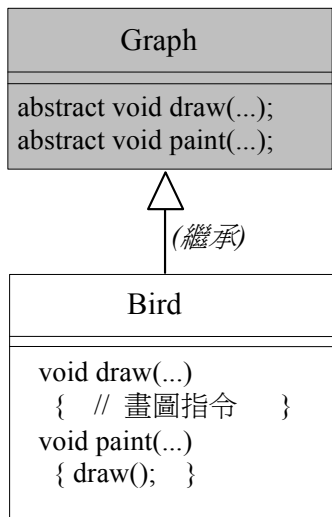 Graph
abstract void draw(...);
abstract void paint(...);
(繼承)
Bird
void draw(...)
{ // 畫圖指令 }
void paint(...)
{ draw(); }